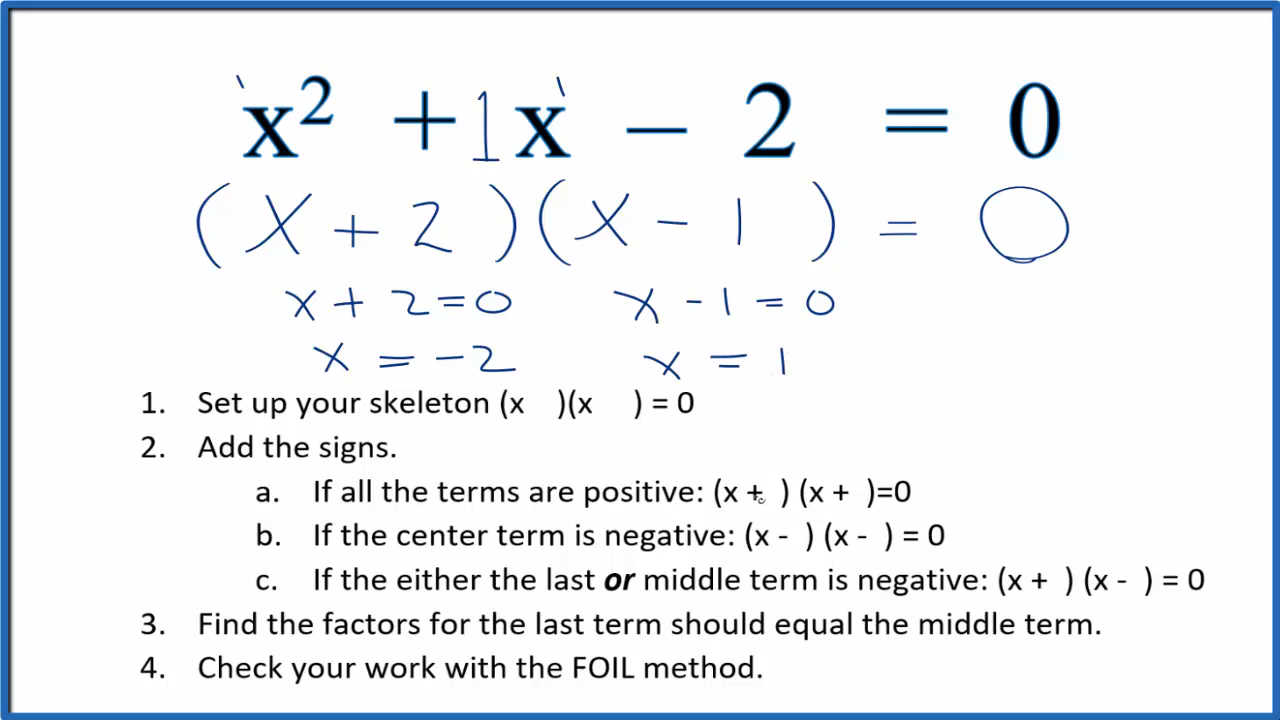 x² + 1x – 2 = 0
(x + 2)(x - 1) = 0
x + 2 = 0 x - 1 = 0
x = -2 x = 1
1. Set up your skeleton (x )(x ) = 0
2. Add the signs.
a. If all the terms are positive: (x + ) (x + )=0
b. If the center term is negative: (x - ) (x - ) = 0
c. If the either the last or middle term is negative: (x + ) (x - ) = 0
3. Find the factors for the last term should equal the middle term.
4. Check your work with the FOIL method.